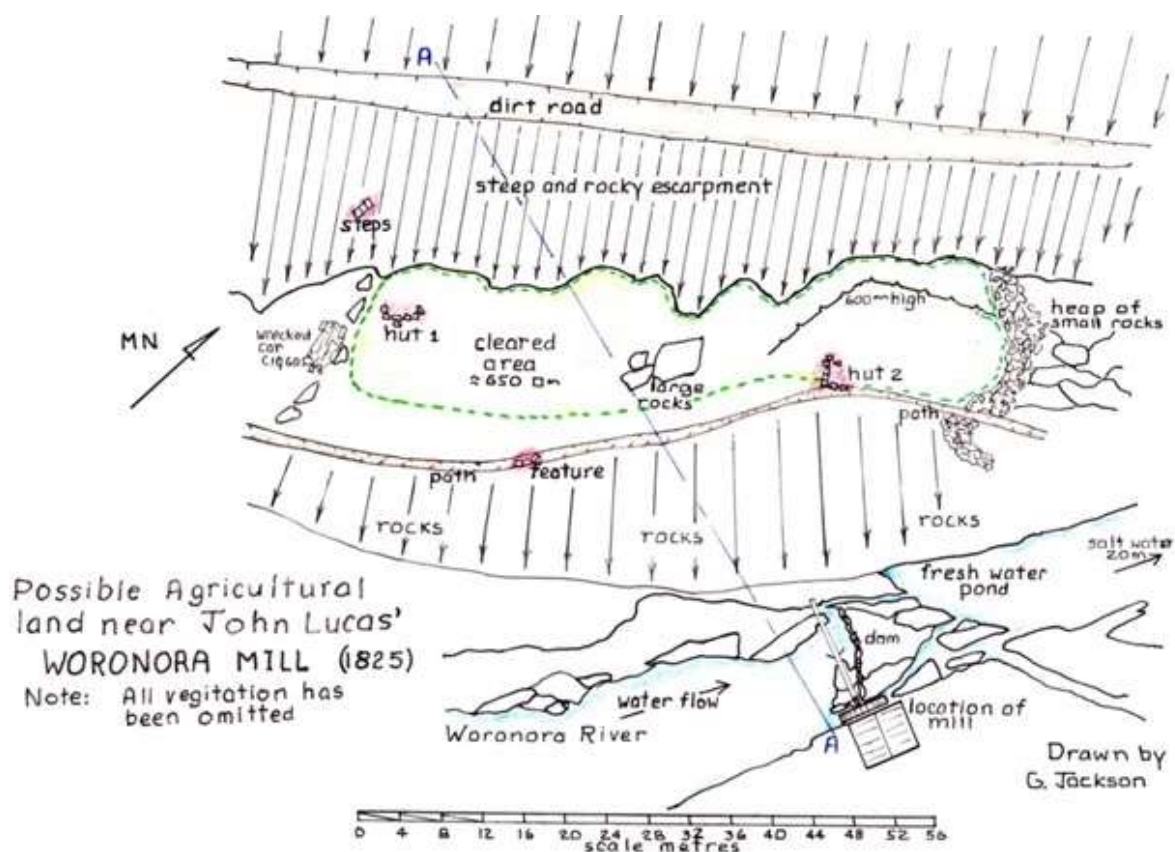 A
dirt road
steep and rocky escarpment
steps
MN
wrecked
car
hut 1
cleared
area
≈ 650
large
rocks
600mm high
hut 2
heap of
small rocks
path
path
feature
rocks
rocks
rocks
salt water
20m
fresh water
pond
dam
water flow
Woronora River
location of
mill
A
Possible Agricultural
land near John Lucas'
WORONORA MILL (1825)
Note: All vegitation has
been omitted
Drawn by
G. Jackson
0 4 8 12 16 20 24 28 32 36 40 44 48 52 56
scale metres